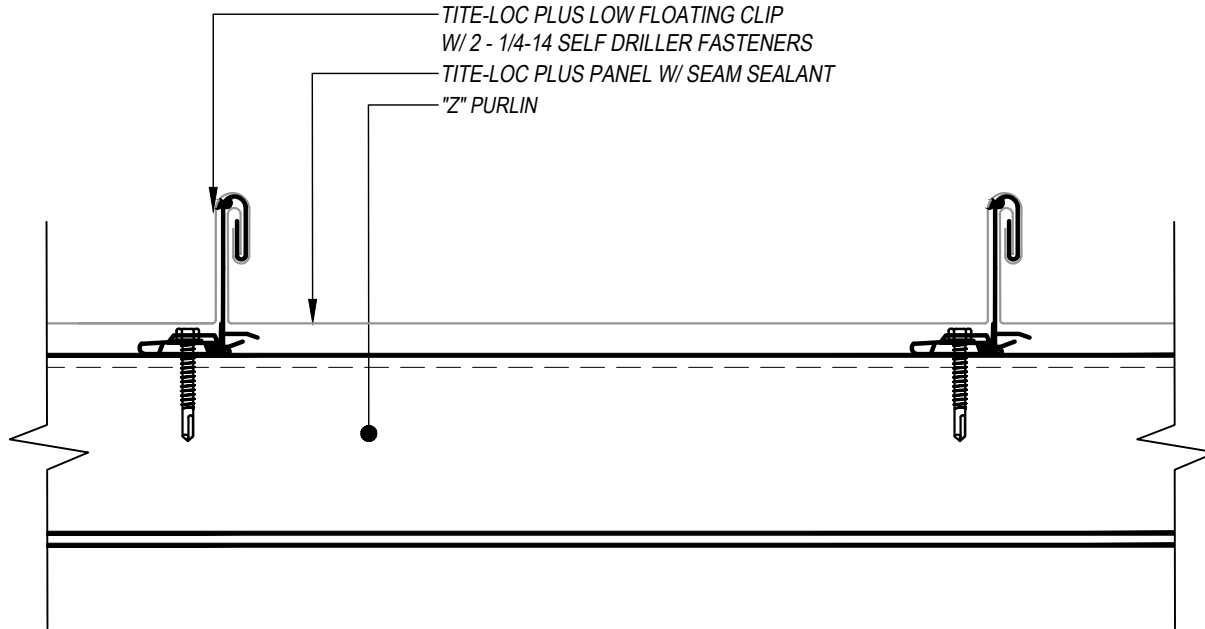 TITE-LOC PLUS LOW FLOATING CLIP
W/ 2 - 1/4-14 SELF DRILLER FASTENERS
TITE-LOC PLUS PANEL W/ SEAM SEALANT
"Z" PURLIN